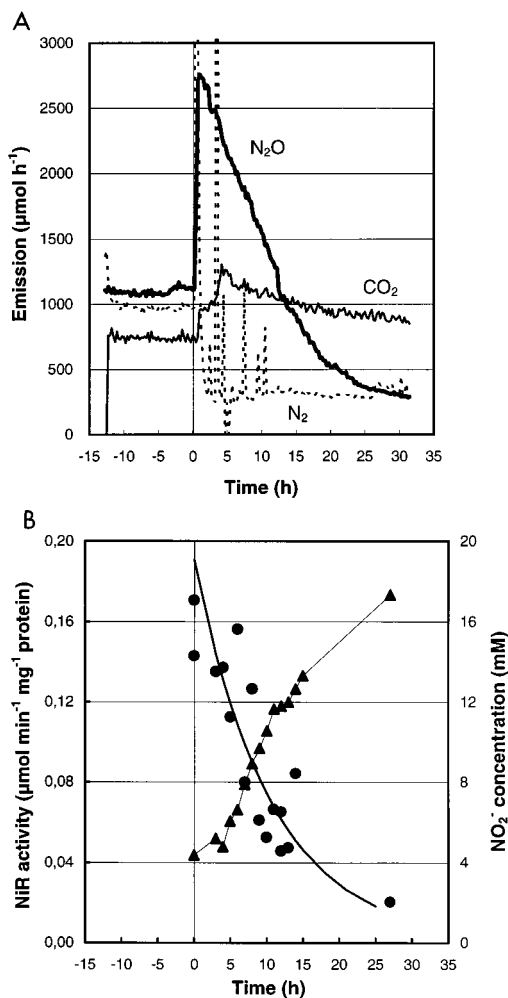 A
Emission (µmol h⁻¹)
3000
2500
2000
1500
1000
500
0
N₂O
CO₂
N₂
-15 -10 -5 0 5 10 15 20 25 30 35
Time (h)
B
NiR activity (µmol min⁻¹ mg⁻¹ protein)
0,20
0,16
0,12
0,08
0,04
0,00
20
16
12
8
4
0
NO₂⁻ concentration (mM)
-15 -10 -5 0 5 10 15 20 25 30 35
Time (h)